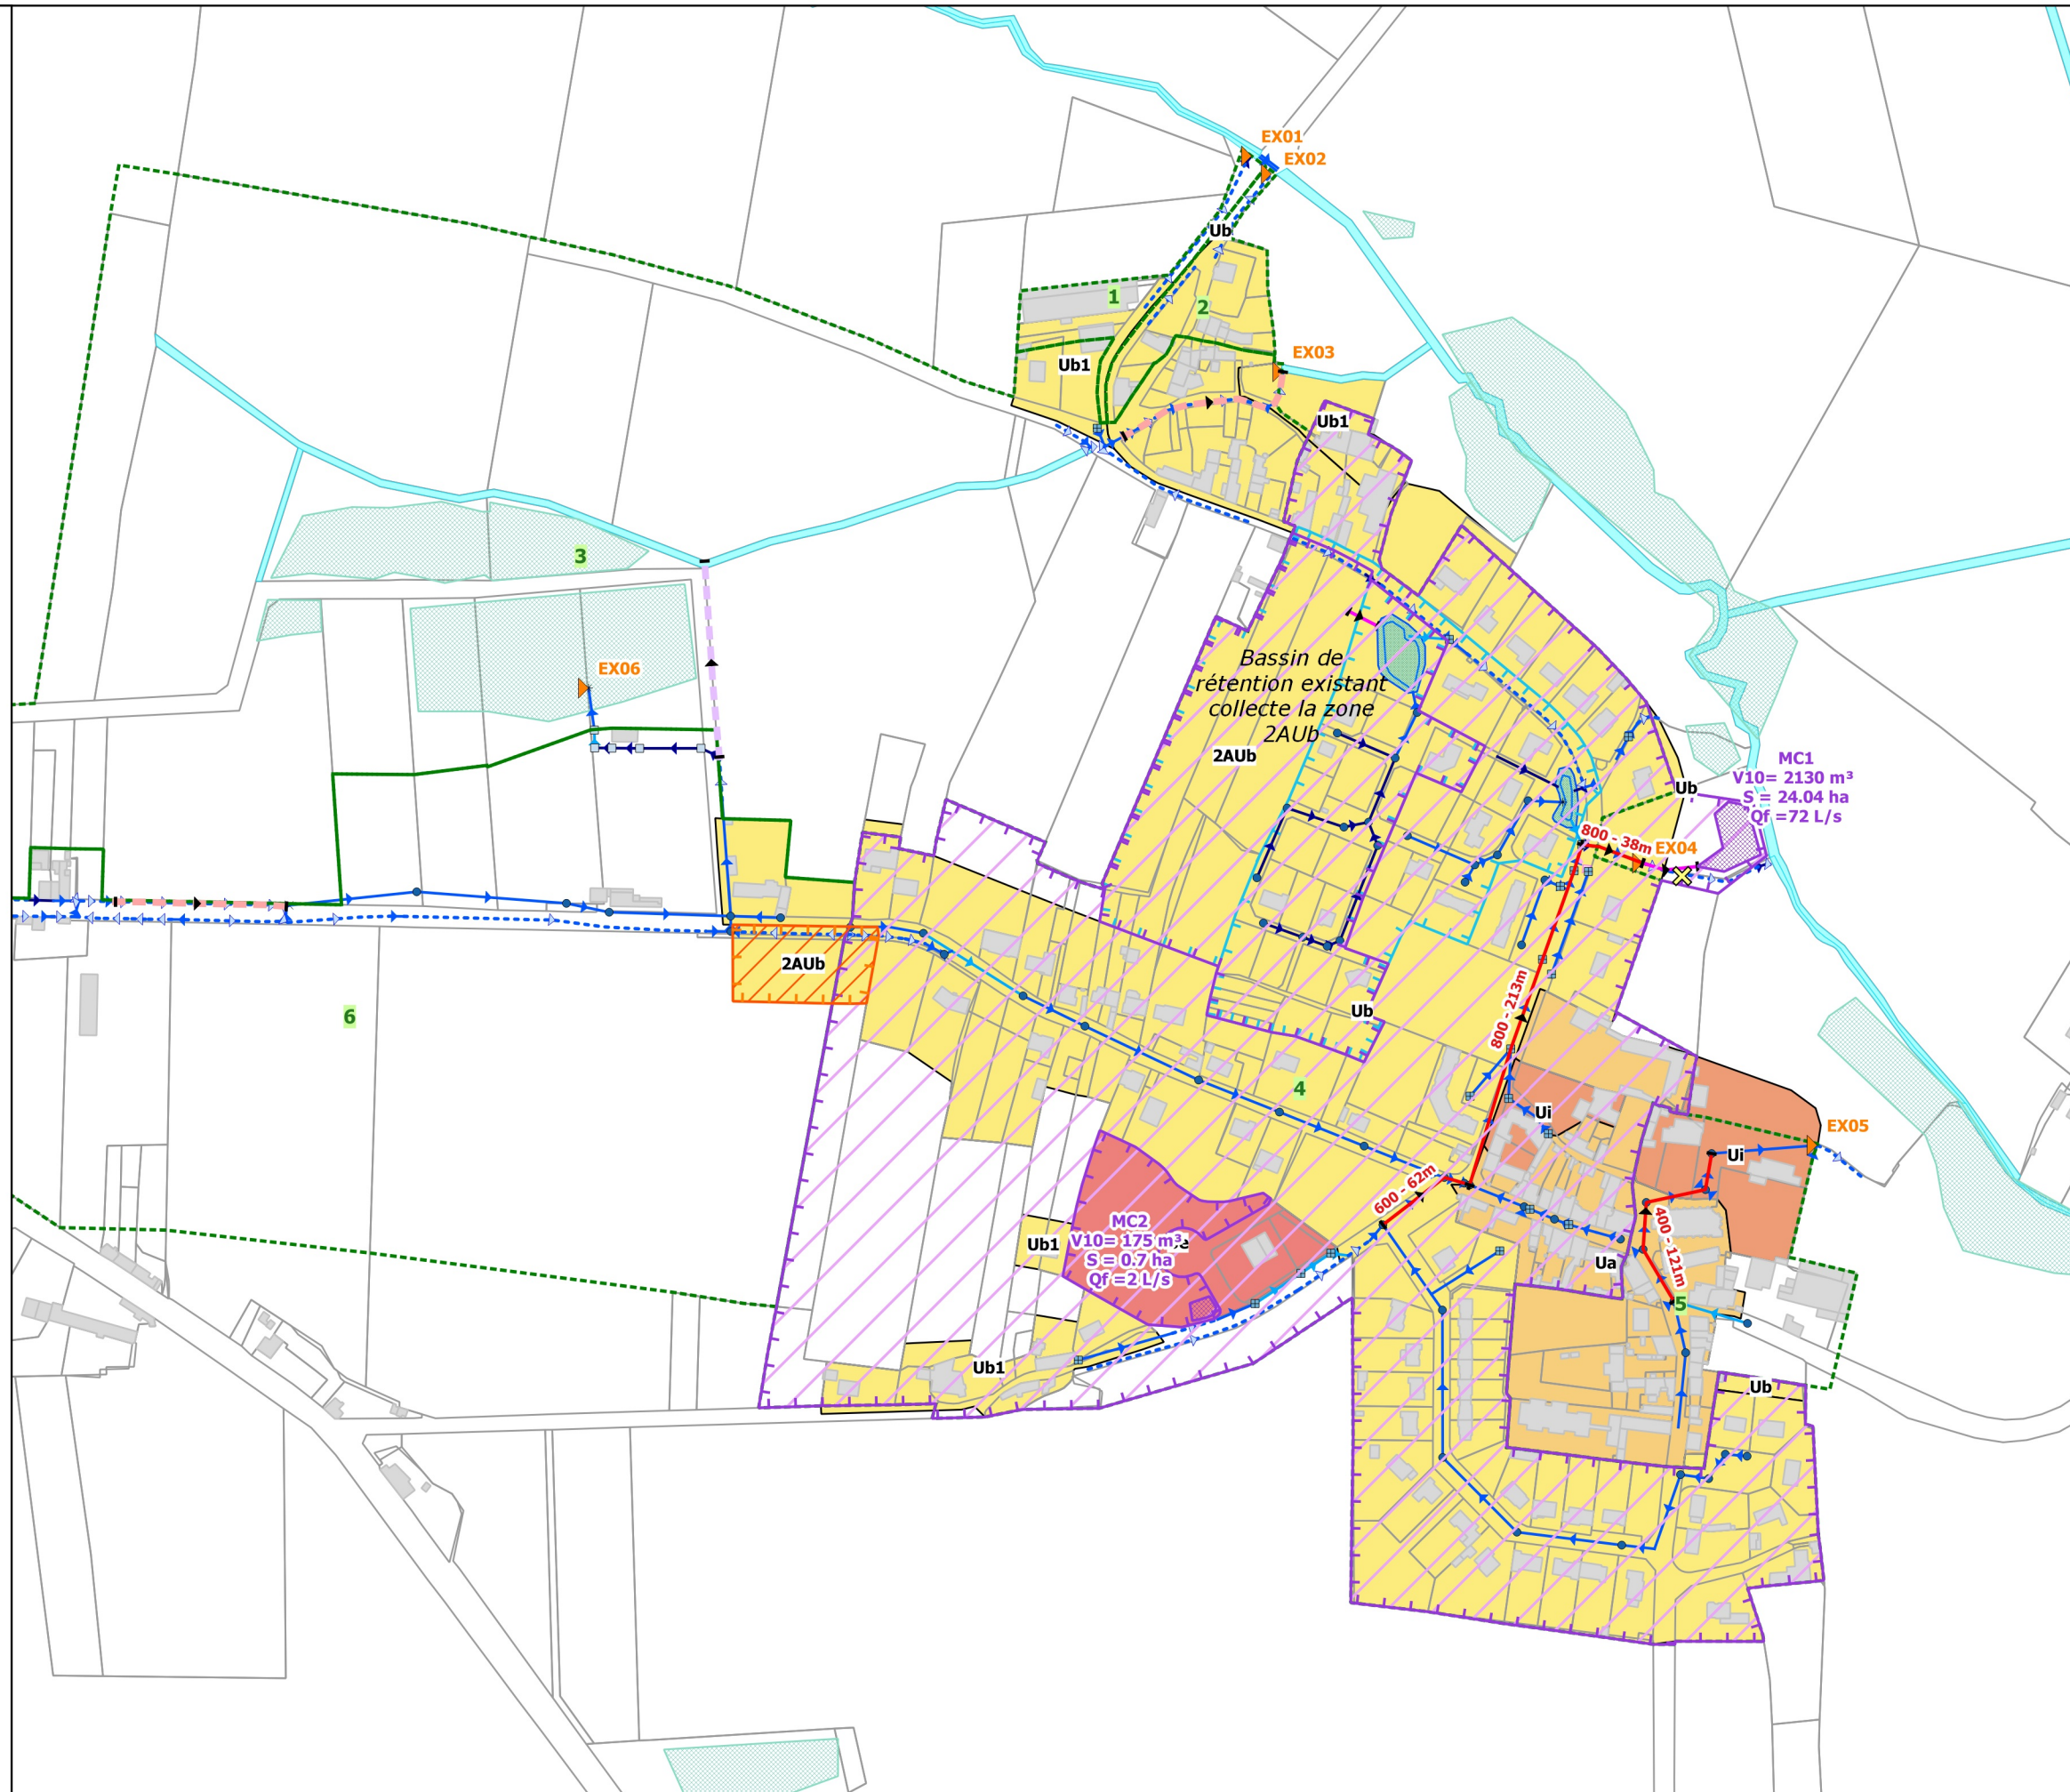 EX01
EX02
Ub
1
2
EX03
Ub1
Ub1
3
EX06
Bassin de
rétention existant
collecte la zone
2AUb
2AUb
MC1
V10= 2130 m³
S = 24.04 ha
Qf =72 L/s
Ub
800 - 38m
EX04
2AUb
6
800 - 213m
Ub
4
Ui
EX05
Ui
600 - 62m
MC2
V10= 175 m³
S = 0.7 ha
Qf =2 L/s
Ub1
400 - 121m
Ua
5
Ub1
Ub